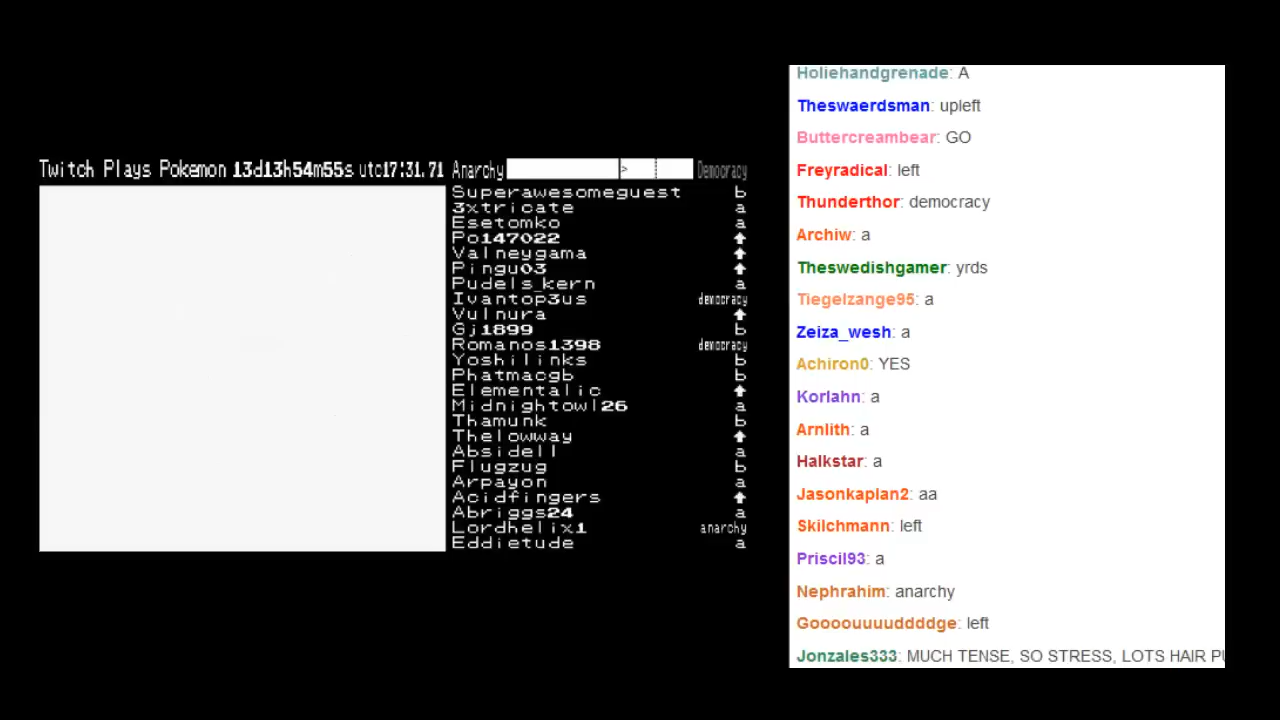 Twitch Plays Pokemon 13d13h54m55s utc17:31.71 Anarchy > Democracy
Superawesomeguest b
3xtricate a
Esetomko a
Po147022 ⬆
Valneygama ⬆
Pingu03 ⬆
Pudels_kern a
Ivantop3us democracy
Vulnura ⬆
Gj1899 b
Romanos1398 democracy
Yoshilinks b
Phatmacgb b
Elementalic ⬆
Midnightowl26 a
Thamunk b
Thelowway ⬆
Absidell a
Flugzug b
Arpayon a
Acidfingers ⬆
Abriggs24 a
Lordhelix1 anarchy
Eddietude a
Holiehandgrenade: A
Theswaerdsman: upleft
Buttercreambear: GO
Freyradical: left
Thunderthor: democracy
Archiw: a
Theswedishgamer: yrds
Tiegelzange95: a
Zeiza_wesh: a
Achiron0: YES
Korlahn: a
Arnlith: a
Halkstar: a
Jasonkaplan2: aa
Skilchmann: left
Priscil93: a
Nephrahim: anarchy
Goooouuuuddddge: left
Jonzales333: MUCH TENSE, SO STRESS, LOTS HAIR PU